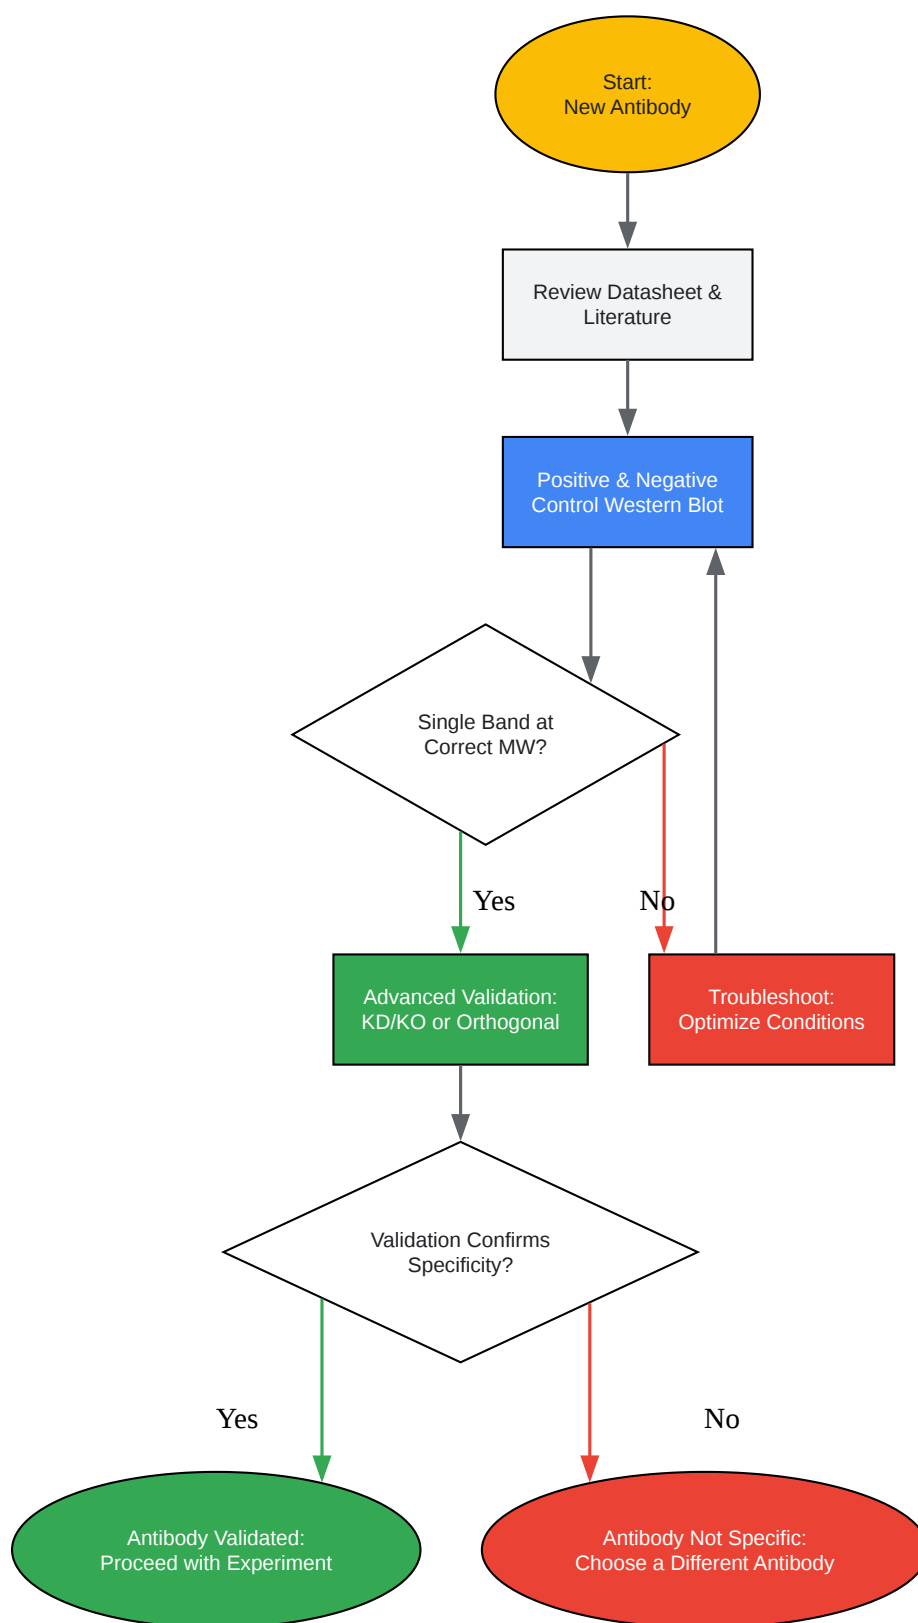 Start:
New Antibody
Review Datasheet &
Literature
Positive & Negative
Control Western Blot
Single Band at
Correct MW?
Yes
No
Advanced Validation:
KD/KO or Orthogonal
Troubleshoot:
Optimize Conditions
Validation Confirms
Specificity?
Yes
No
Antibody Validated:
Proceed with Experiment
Antibody Not Specific:
Choose a Different Antibody